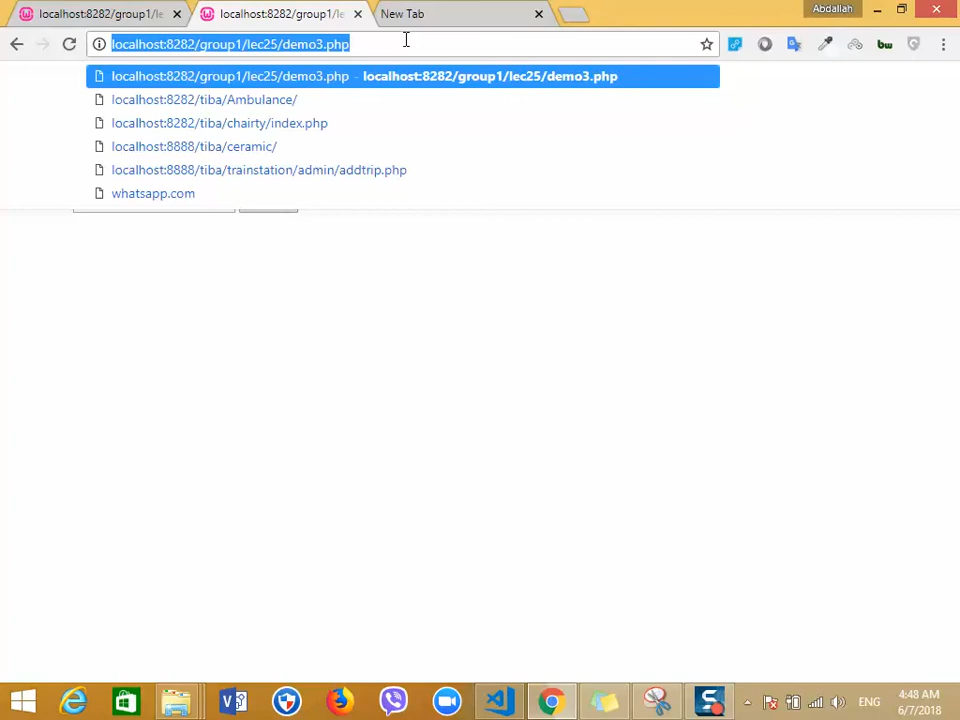 localhost:8282/group1/le
localhost:8282/group1/le
New Tab
Abdallah
localhost:8282/group1/lec25/demo3.php
localhost:8282/group1/lec25/demo3.php - localhost:8282/group1/lec25/demo3.php
localhost:8282/tiba/Ambulance/
localhost:8282/tiba/chairty/index.php
localhost:8888/tiba/ceramic/
localhost:8888/tiba/trainstation/admin/addtrip.php
whatsapp.com
bw
ENG
4:48 AM
6/7/2018